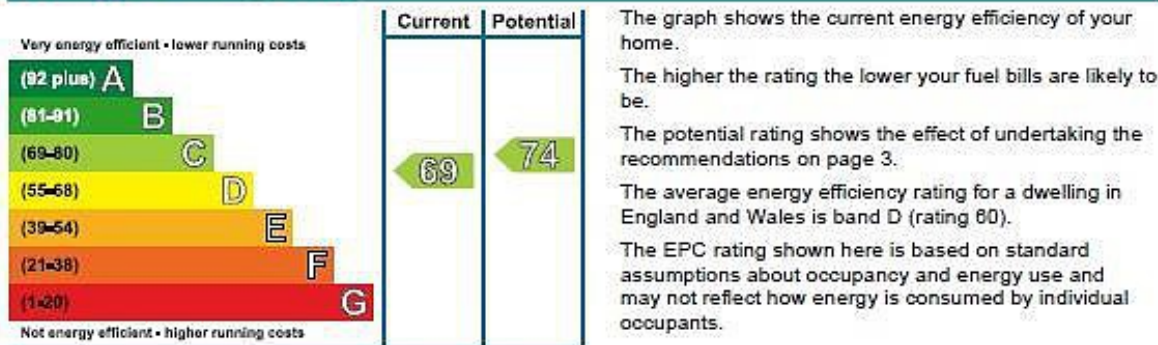 Current Potential
Very energy efficient - lower running costs
(92 plus) A
(81-91) B
(69-80) C
(55-68) D
(39-54) E
(21-38) F
(1-20) G
Not energy efficient - higher running costs
69
74
The graph shows the current energy efficiency of your
home.
The higher the rating the lower your fuel bills are likely to
be.
The potential rating shows the effect of undertaking the
recommendations on page 3.
The average energy efficiency rating for a dwelling in
England and Wales is band D (rating 60).
The EPC rating shown here is based on standard
assumptions about occupancy and energy use and
may not reflect how energy is consumed by individual
occupants.